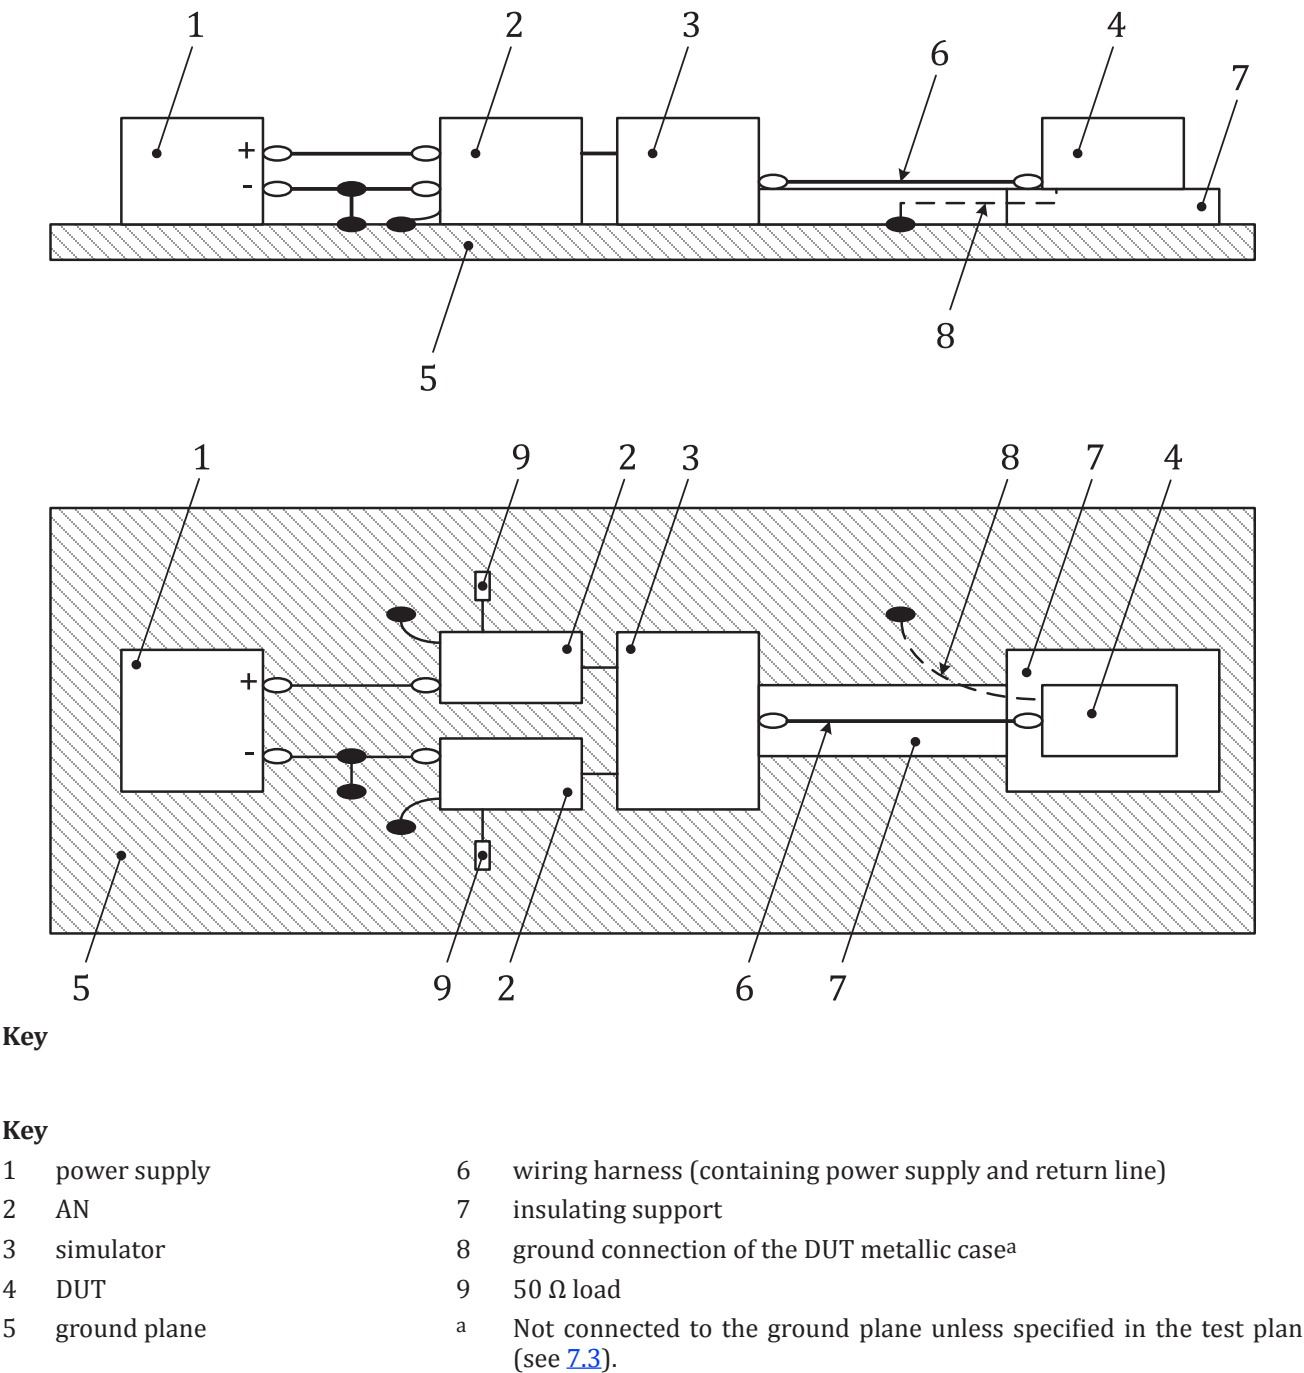 1 2 3 6 4 7
+
-
8
5
1 9 2 3 8 7 4
+
-
5 9 2 6 7
Key
Key
1 power supply
2 AN
3 simulator
4 DUT
5 ground plane
6 wiring harness (containing power supply and return line)
7 insulating support
8 ground connection of the DUT metallic caseᵃ
9 50 Ω load
a Not connected to the ground plane unless specified in the test plan
(see 7.3).